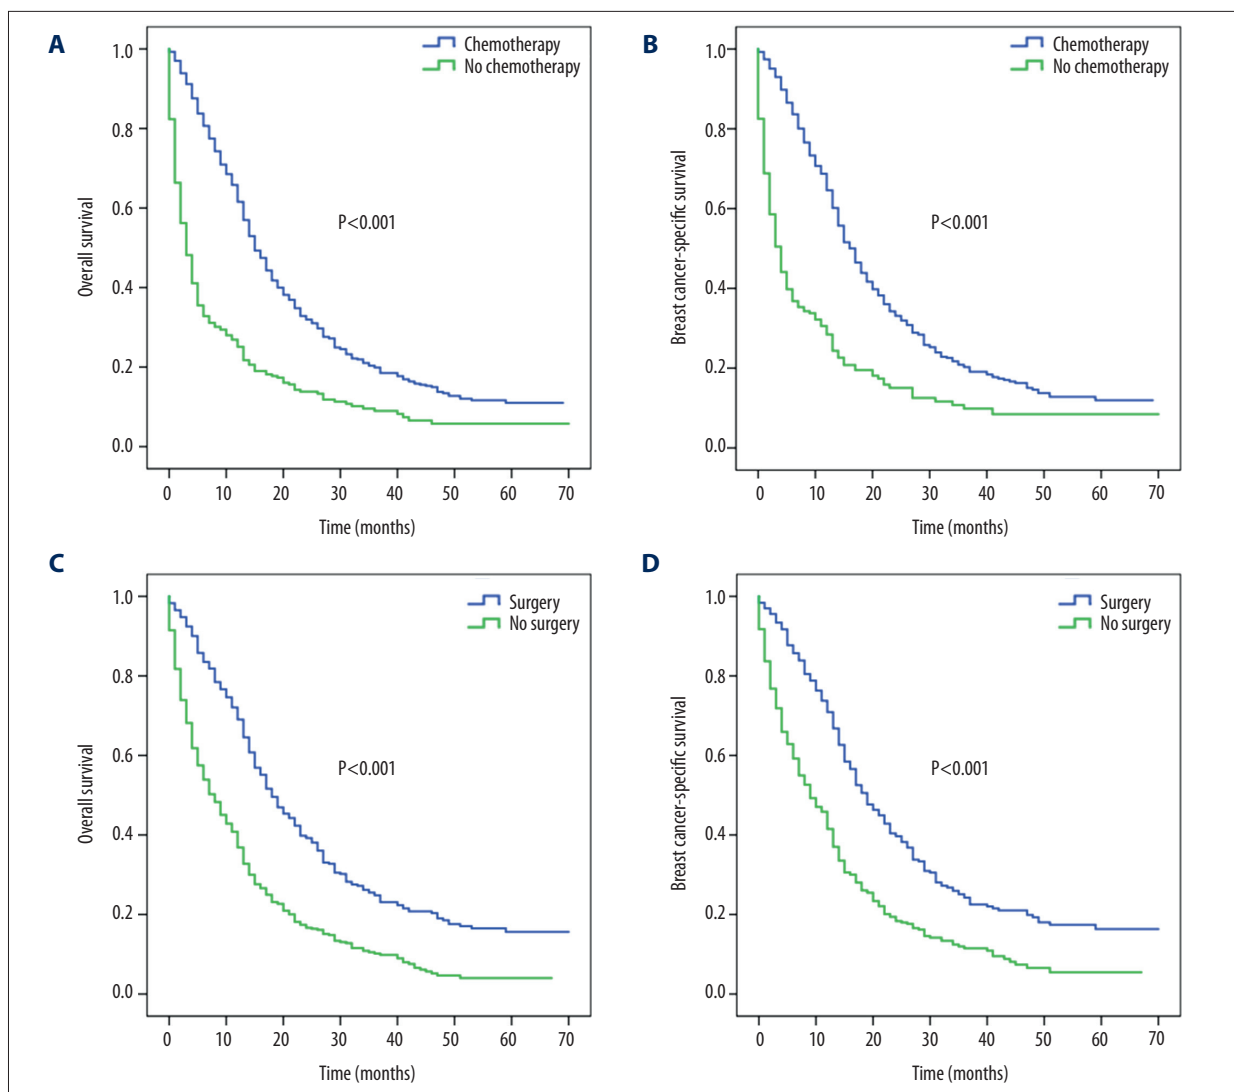 A
Chemotherapy
No chemotherapy
1.0
0.8
0.6
0.4
0.2
0.0
Overall survival
P<0.001
0 10 20 30 40 50 60 70
Time (months)
B
Chemotherapy
No chemotherapy
1.0
0.8
0.6
0.4
0.2
0.0
Breast cancer-specific survival
P<0.001
0 10 20 30 40 50 60 70
Time (months)
C
Surgery
No surgery
1.0
0.8
0.6
0.4
0.2
0.0
Overall survival
P<0.001
0 10 20 30 40 50 60 70
Time (months)
D
Surgery
No surgery
1.0
0.8
0.6
0.4
0.2
0.0
Breast cancer-specific survival
P<0.001
0 10 20 30 40 50 60 70
Time (months)